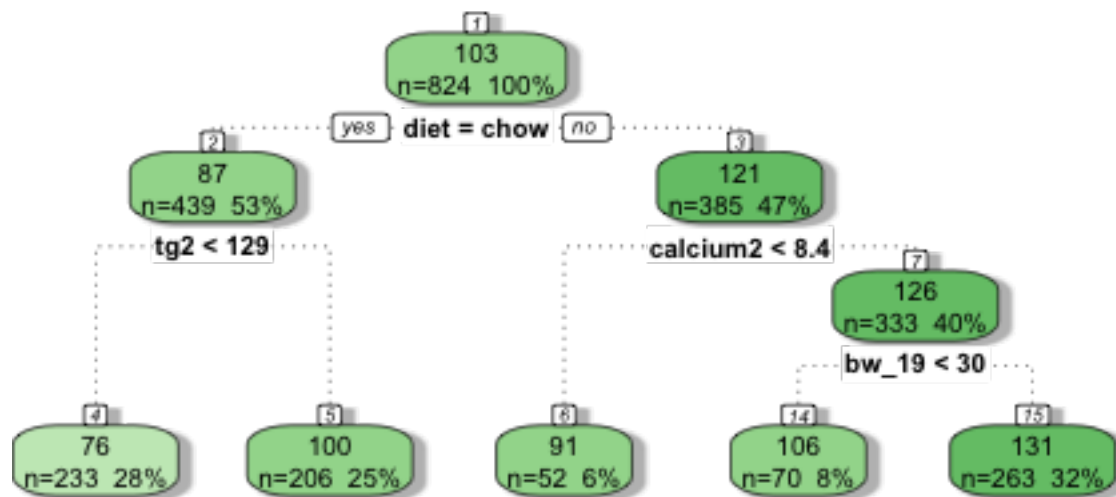 1
103
n=824 100%
yes diet = chow no
2
87
n=439 53%
3
121
n=385 47%
tg2 < 129
calcium2 < 8.4
7
126
n=333 40%
bw_19 < 30
4
76
n=233 28%
5
100
n=206 25%
6
91
n=52 6%
14
106
n=70 8%
15
131
n=263 32%